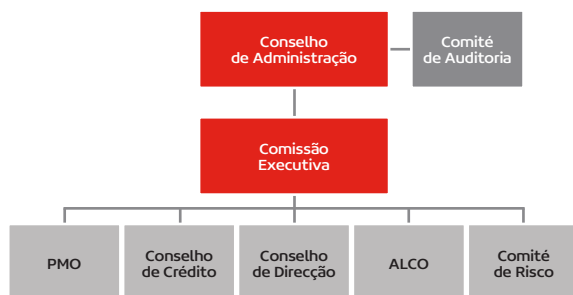 Conselho
de Administração
Comité
de Auditoria
Comissão
Executiva
PMO
Conselho
de Crédito
Conselho
de Direcção
ALCO
Comité
de Risco